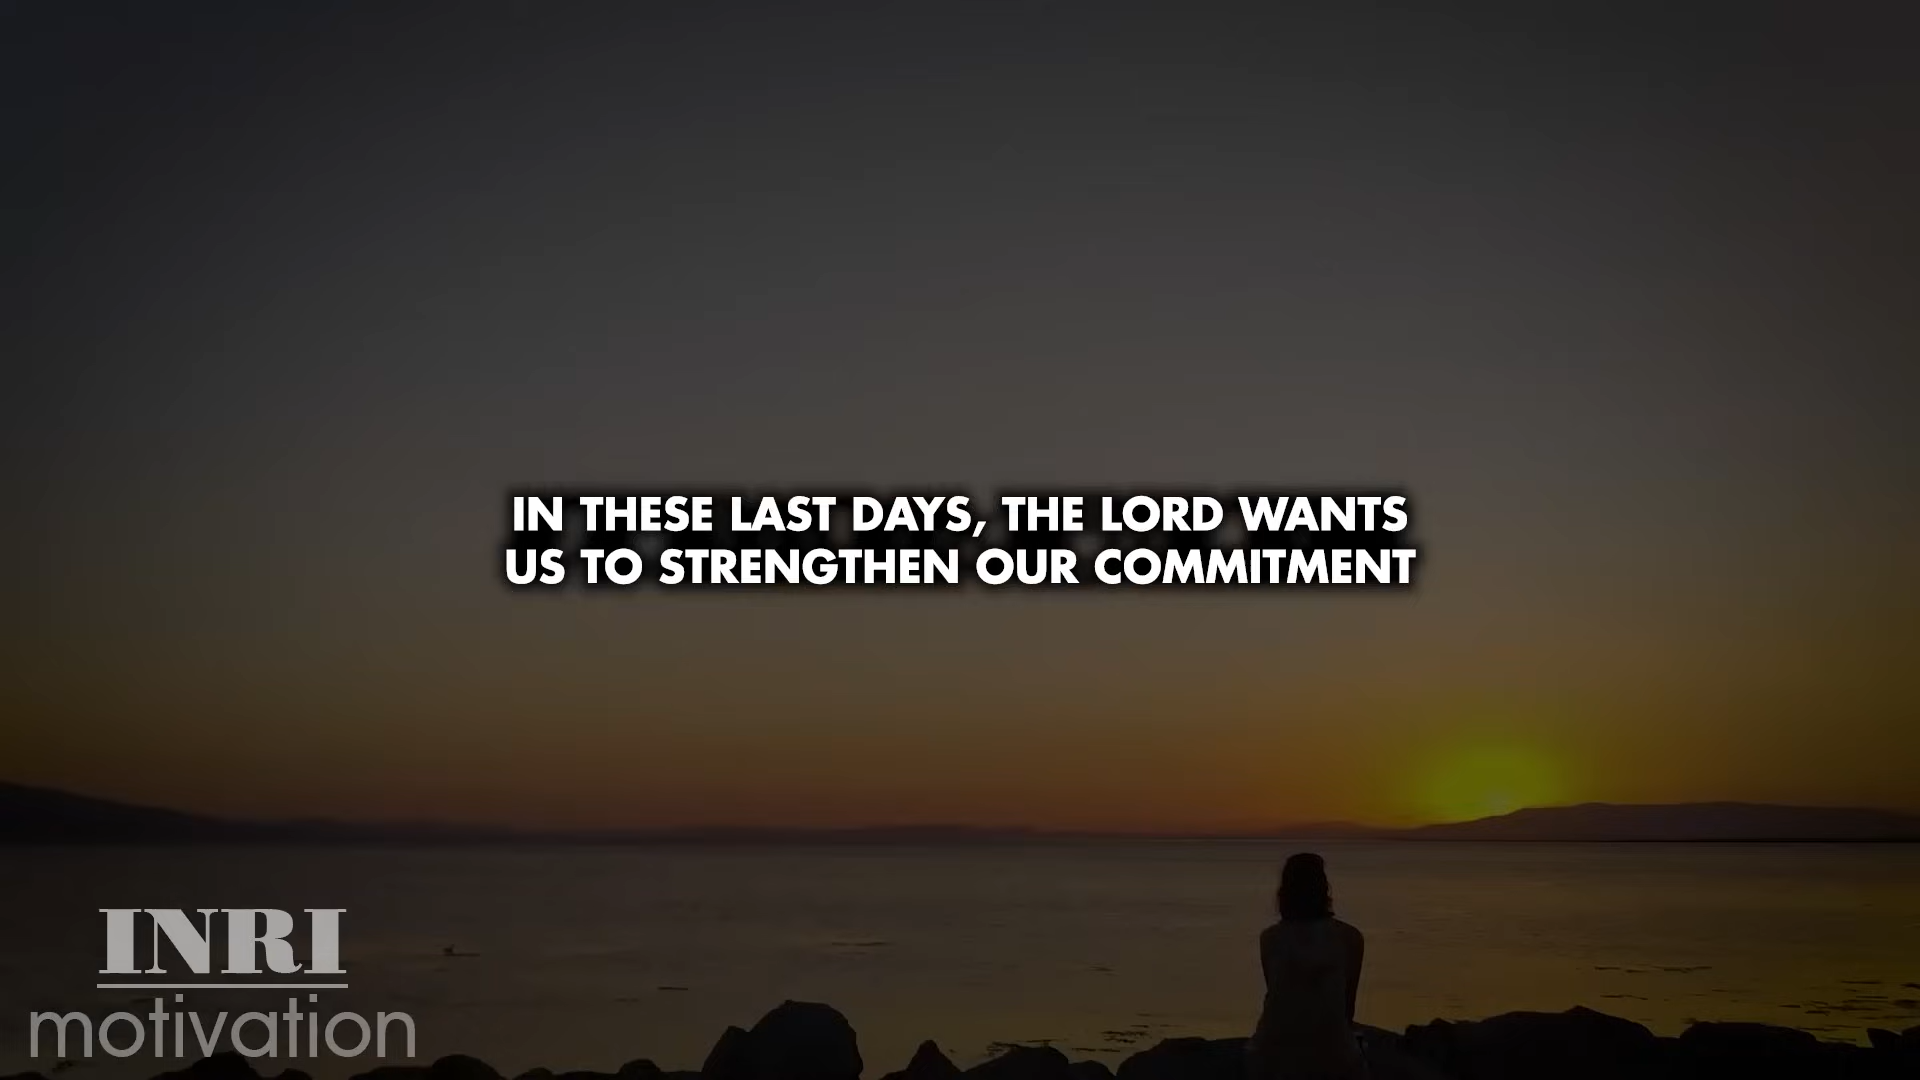 IN THESE LAST DAYS, THE LORD WANTS
US TO STRENGTHEN OUR COMMITMENT
INRI
motivation